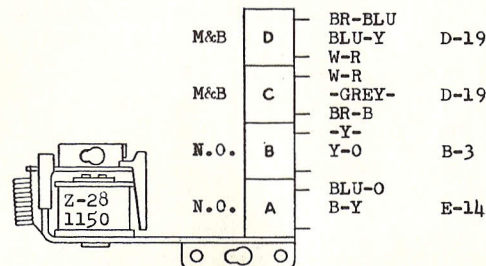 BR-BLU
M&B D BLU-Y D-19
W-R
W-R
M&B C -GREY- D-19
BR-B
-Y-
N.O. B Y-O B-3
BLU-O
N.O. A B-Y E-14
Z-28
1150